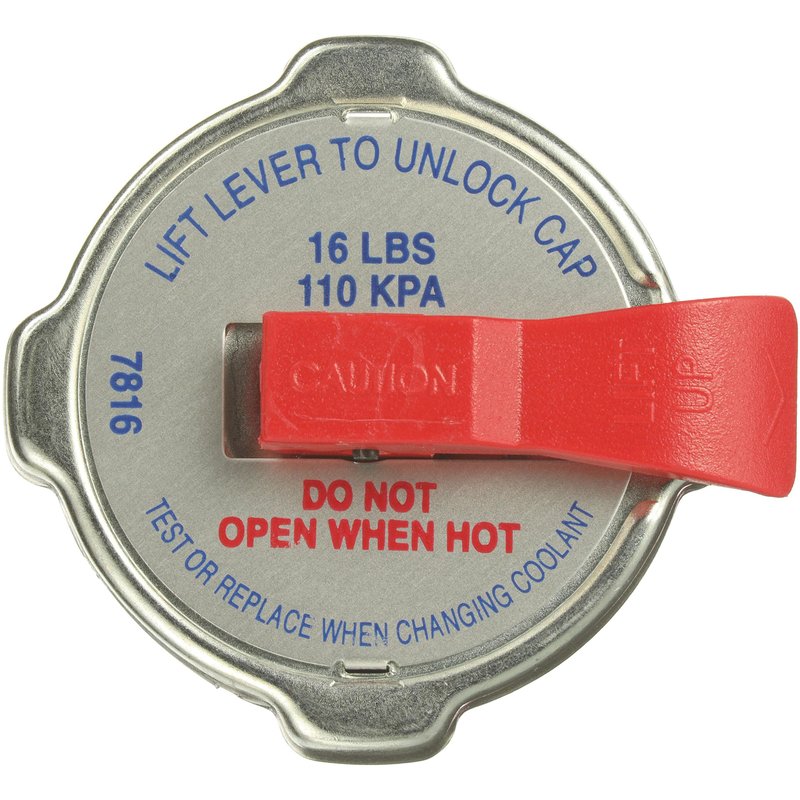 LIFT LEVER TO UNLOCK CAP
16 LBS
110 KPA
7816
CAUTION
LIFT
UP
DO NOT
OPEN WHEN HOT
TEST OR REPLACE WHEN CHANGING COOLANT